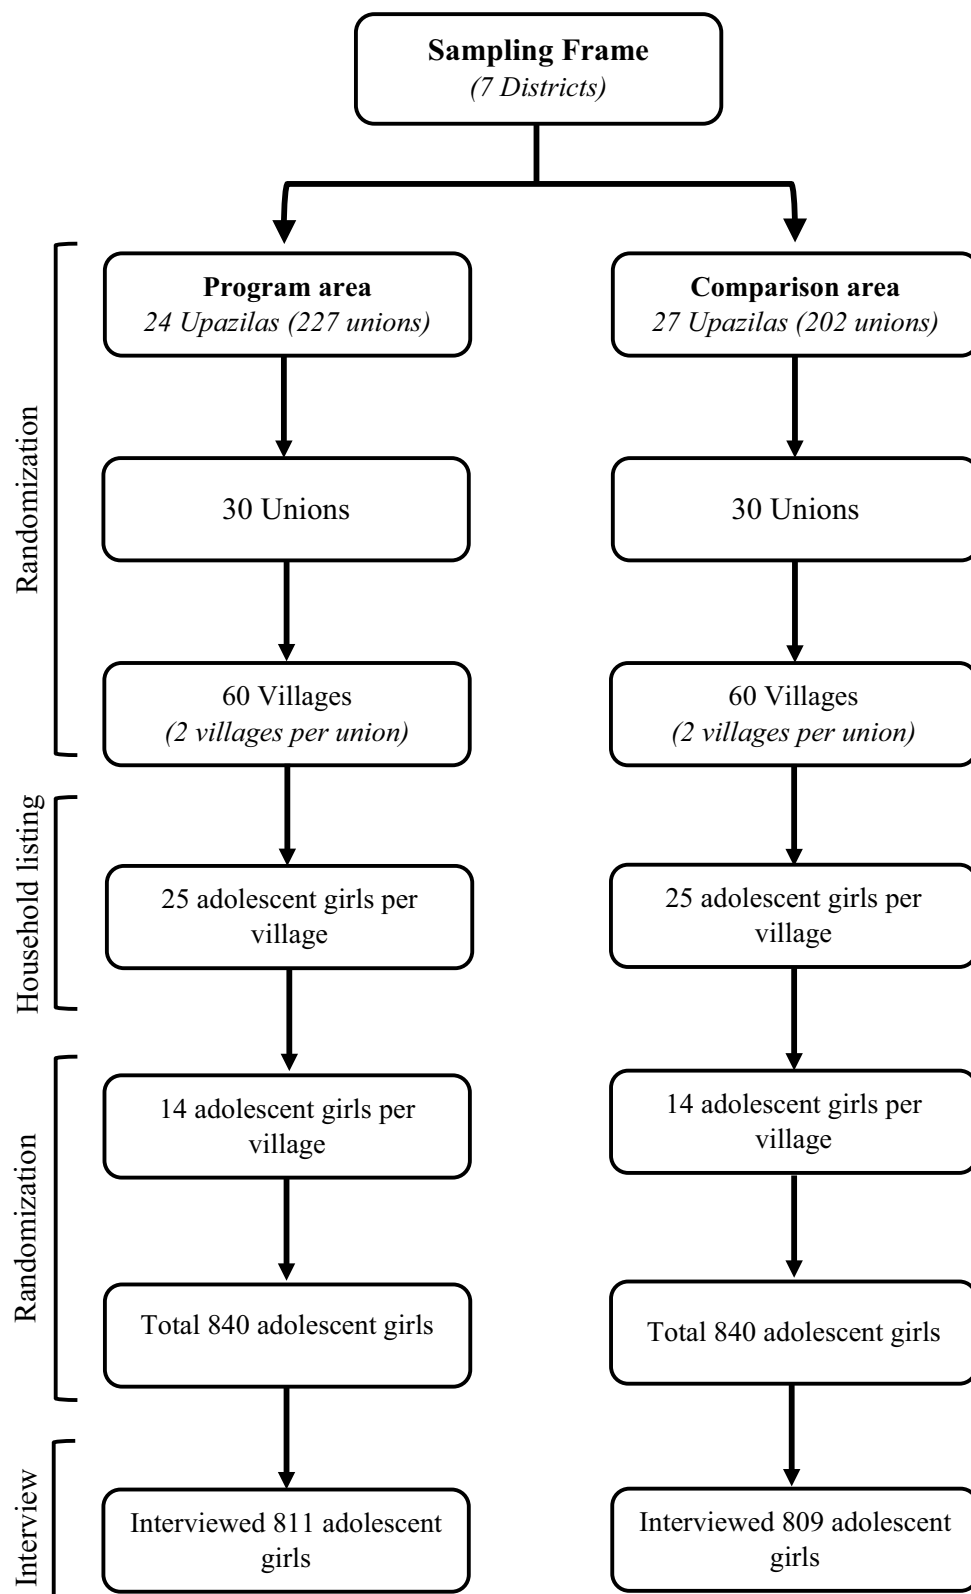 Sampling Frame
(7 Districts)
Randomization
Program area
24 Upazilas (227 unions)
Comparison area
27 Upazilas (202 unions)
30 Unions
30 Unions
60 Villages
(2 villages per union)
60 Villages
(2 villages per union)
Household listing
25 adolescent girls per
village
25 adolescent girls per
village
Randomization
14 adolescent girls per
village
14 adolescent girls per
village
Total 840 adolescent girls
Total 840 adolescent girls
Interview
Interviewed 811 adolescent
girls
Interviewed 809 adolescent
girls